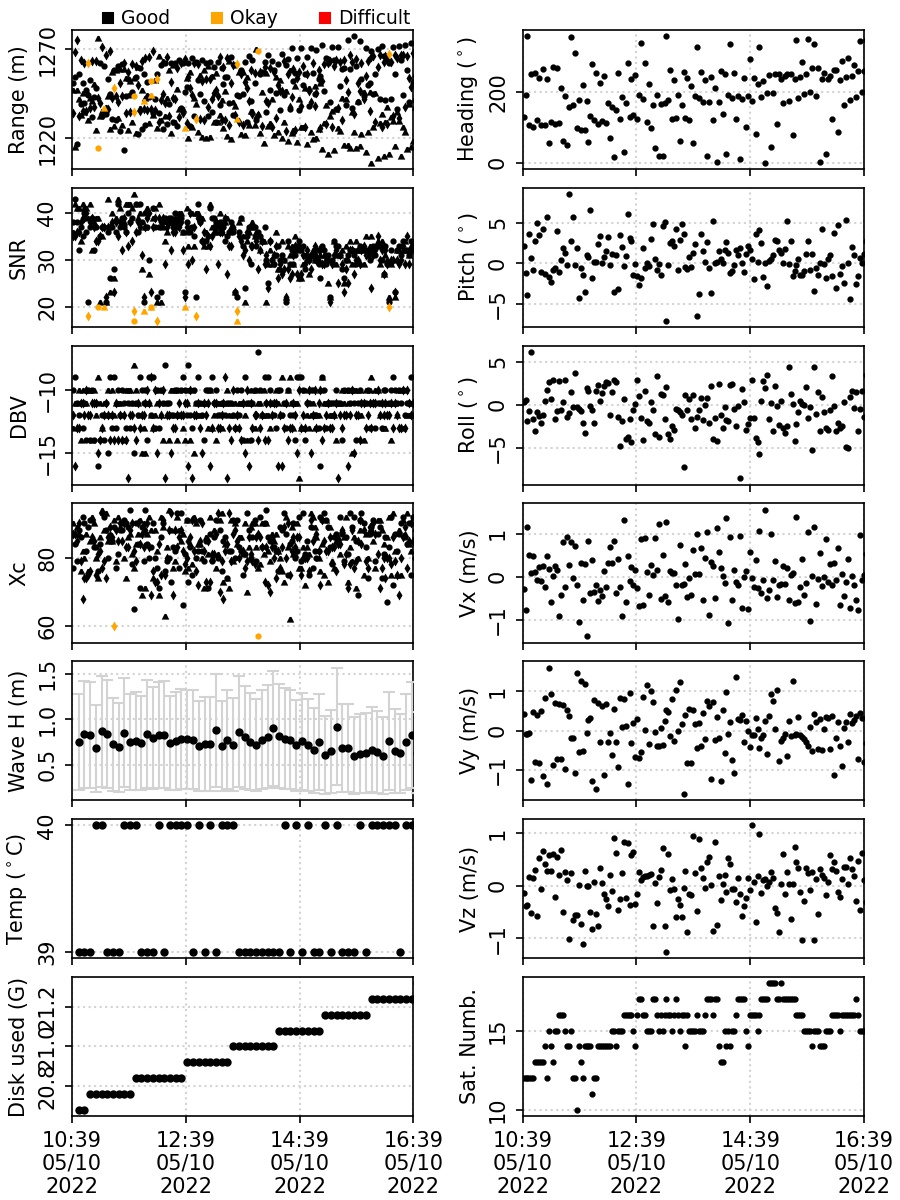 Good Okay Difficult
Range (m)
1270
1220
Heading (°)
200
0
SNR
40
30
20
Pitch (°)
5
0
−5
DBV
−10
−15
Roll (°)
5
0
−5
Xc
80
60
Vx (m/s)
1
0
−1
Wave H (m)
1.5
1.0
0.5
Vy (m/s)
1
0
−1
Temp (°C)
40
39
Vz (m/s)
1
0
−1
Disk used (G)
21.2
21.0
20.8
Sat. Numb.
15
10
10:39 12:39 14:39 16:39 10:39 12:39 14:39 16:39
05/10 05/10 05/10 05/10 05/10 05/10 05/10 05/10
2022 2022 2022 2022 2022 2022 2022 2022